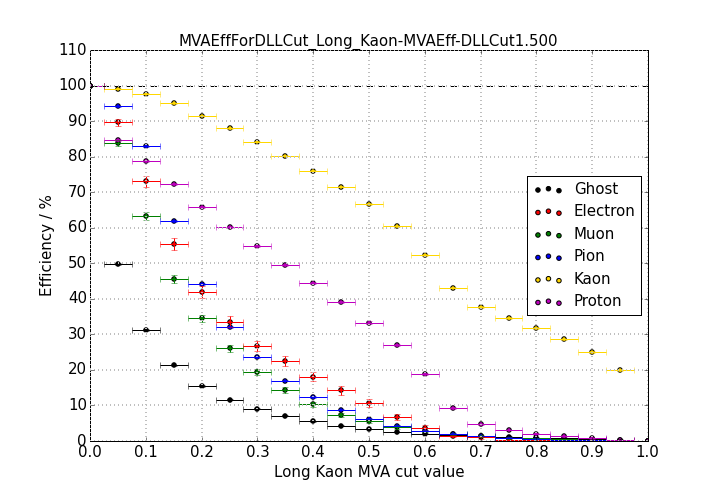 MVAEffForDLLCut_Long_Kaon-MVAEff-DLLCut1.500
110
100
90
80
70
60
50
40
30
20
10
0
Efficiency / %
Ghost
Electron
Muon
Pion
Kaon
Proton
0.0 0.1 0.2 0.3 0.4 0.5 0.6 0.7 0.8 0.9 1.0
Long Kaon MVA cut value